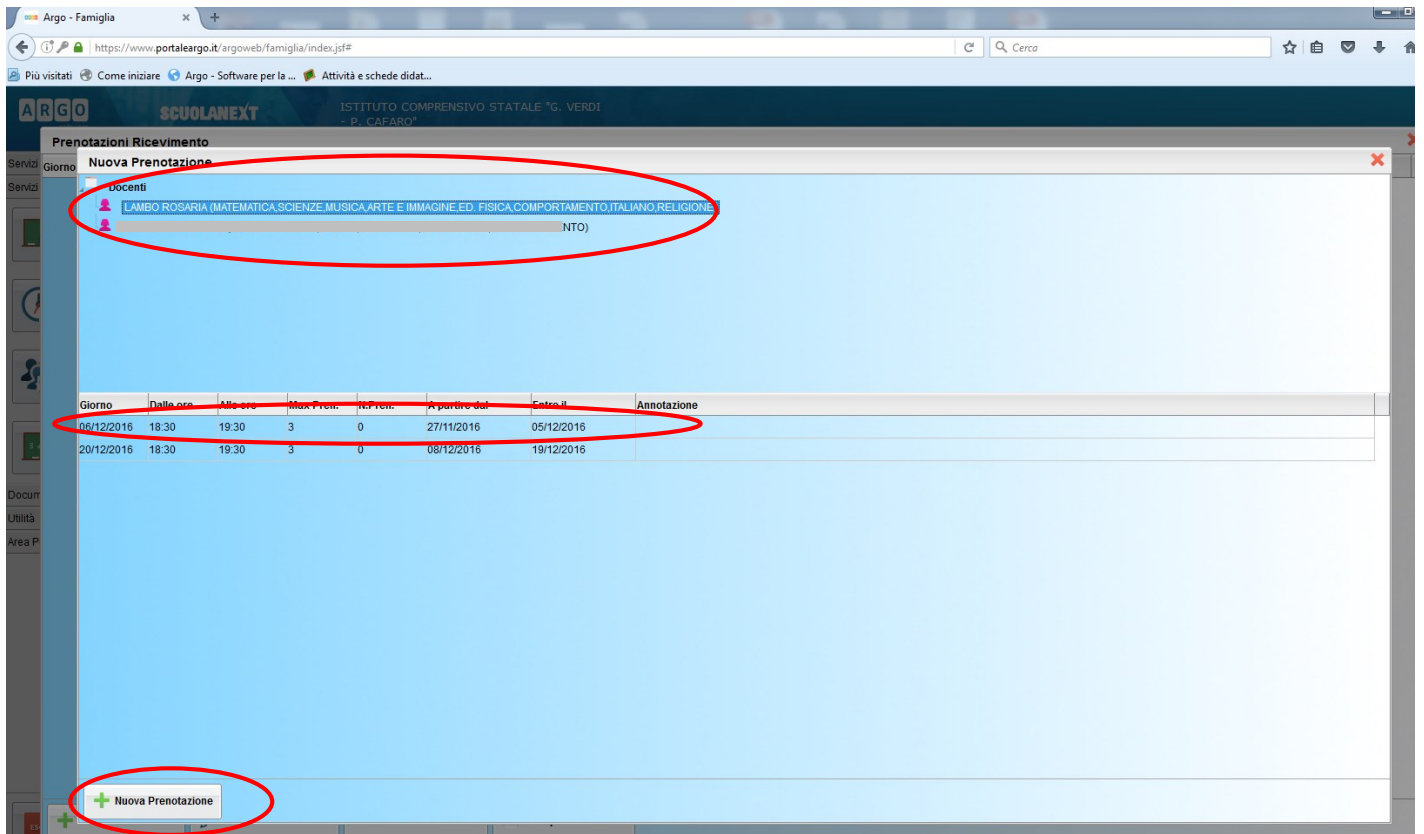 Argo - Famiglia
https://www.portaleargo.it/argoweb/famiglia/index.jsf#
Cerca
Più visitati Come iniziare Argo - Software per la ... Attività e schede didat...
ARGO SCUOLANEXT ISTITUTO COMPRENSIVO STATALE "G. VERDI
- P. CAFARO"
Prenotazioni Ricevimento
Servizi Giorno Nuova Prenotazione
Servizi Docenti
LAMBO ROSARIA (MATEMATICA,SCIENZE,MUSICA,ARTE E IMMAGINE,ED. FISICA,COMPORTAMENTO,ITALIANO,RELIGIONE)
NTO)
Giorno Dalle ore Alle ore Max Pren. N.Pren. A partire dal Entro il Annotazione
06/12/2016 18:30 19:30 3 0 27/11/2016 05/12/2016
20/12/2016 18:30 19:30 3 0 08/12/2016 19/12/2016
Docum
Utilità
Area P
Nuova Prenotazione